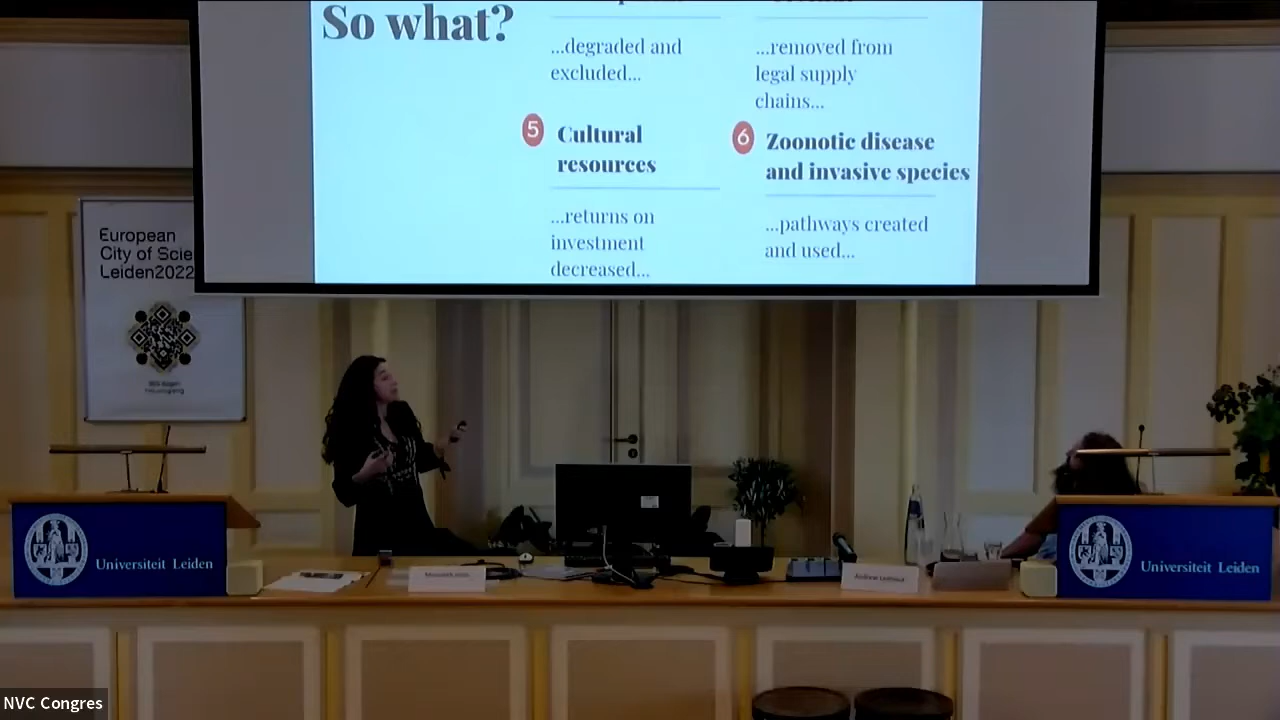 So what?
...degraded and
excluded...
...removed from
legal supply
chains...
5
Cultural
resources
...returns on
investment
decreased...
6
Zoonotic disease
and invasive species
...pathways created
and used...
European
City of Scie
Leiden2022
Universiteit Leiden
Universiteit Leiden
NVC Congres